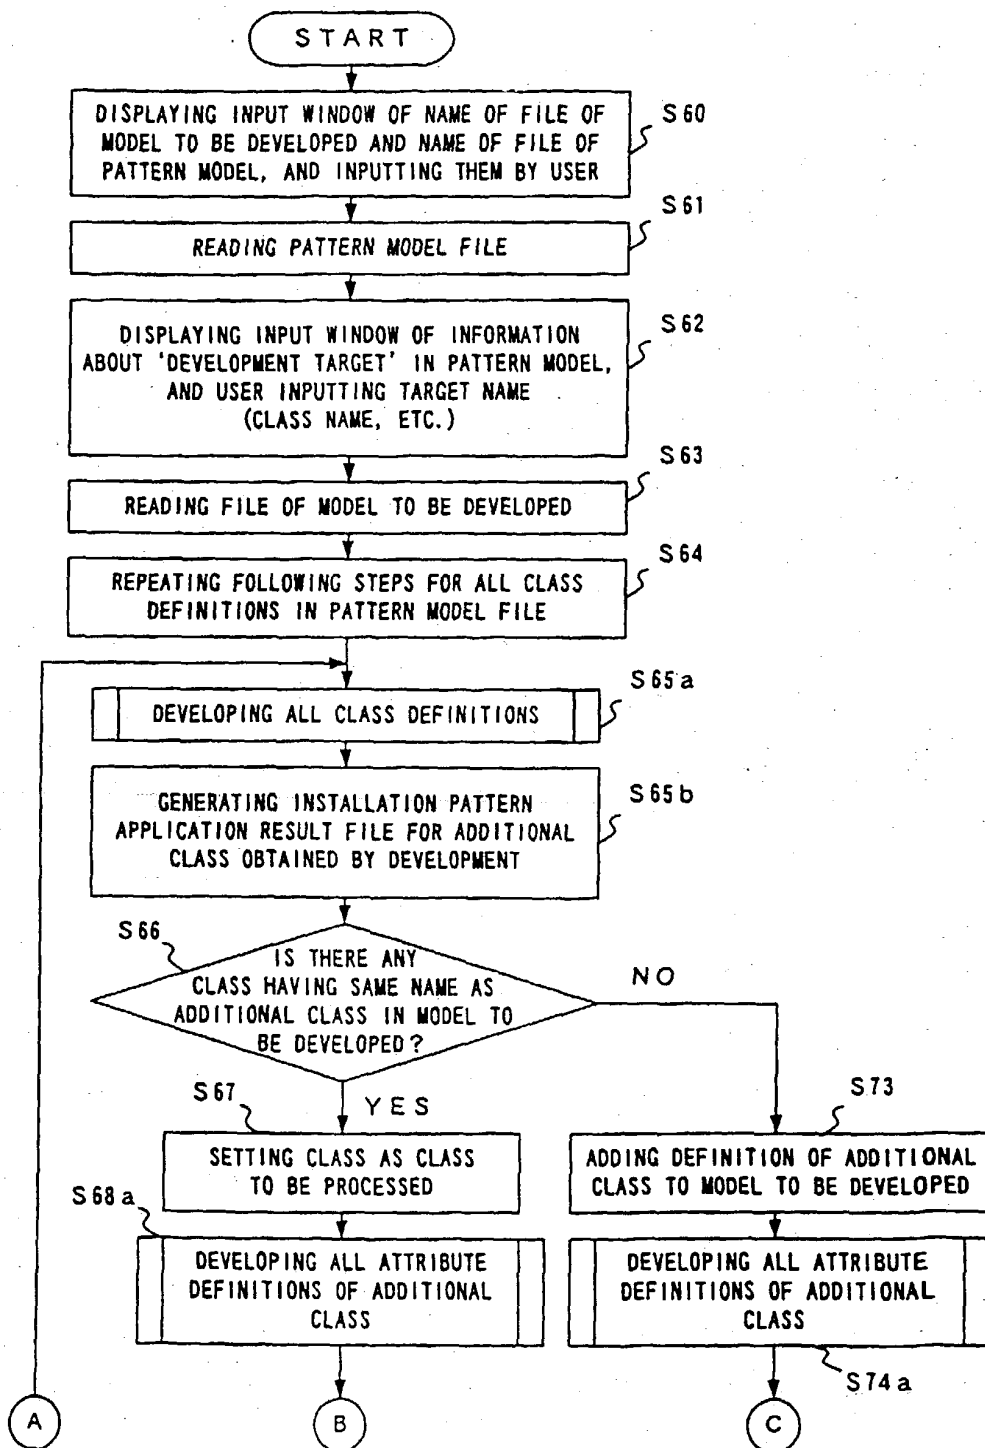 START
DISPLAYING INPUT WINDOW OF NAME OF FILE OF
MODEL TO BE DEVELOPED AND NAME OF FILE OF
PATTERN MODEL, AND INPUTTING THEM BY USER
S60
S61
READING PATTERN MODEL FILE
S62
DISPLAYING INPUT WINDOW OF INFORMATION
ABOUT 'DEVELOPMENT TARGET' IN PATTERN MODEL,
AND USER INPUTTING TARGET NAME
(CLASS NAME, ETC.)
S63
READING FILE OF MODEL TO BE DEVELOPED
S64
REPEATING FOLLOWING STEPS FOR ALL CLASS
DEFINITIONS IN PATTERN MODEL FILE
S65a
DEVELOPING ALL CLASS DEFINITIONS
S65b
GENERATING INSTALLATION PATTERN
APPLICATION RESULT FILE FOR ADDITIONAL
CLASS OBTAINED BY DEVELOPMENT
S66
IS THERE ANY
CLASS HAVING SAME NAME AS
ADDITIONAL CLASS IN MODEL TO
BE DEVELOPED?
NO
YES
S67
SETTING CLASS AS CLASS
TO BE PROCESSED
S73
ADDING DEFINITION OF ADDITIONAL
CLASS TO MODEL TO BE DEVELOPED
S68a
DEVELOPING ALL ATTRIBUTE
DEFINITIONS OF ADDITIONAL
CLASS
DEVELOPING ALL ATTRIBUTE
DEFINITIONS OF ADDITIONAL
CLASS
S74a
A
B
C